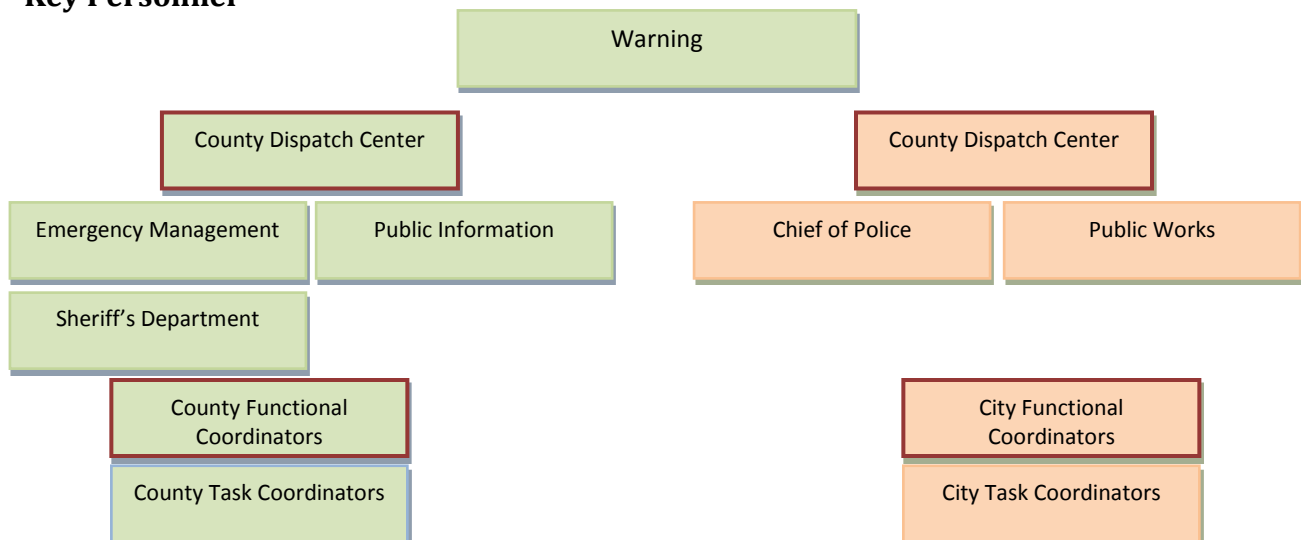 Key Personnel
Warning
County Dispatch Center
County Dispatch Center
Emergency Management
Public Information
Chief of Police
Public Works
Sheriff's Department
County Functional
Coordinators
City Functional
Coordinators
County Task Coordinators
City Task Coordinators